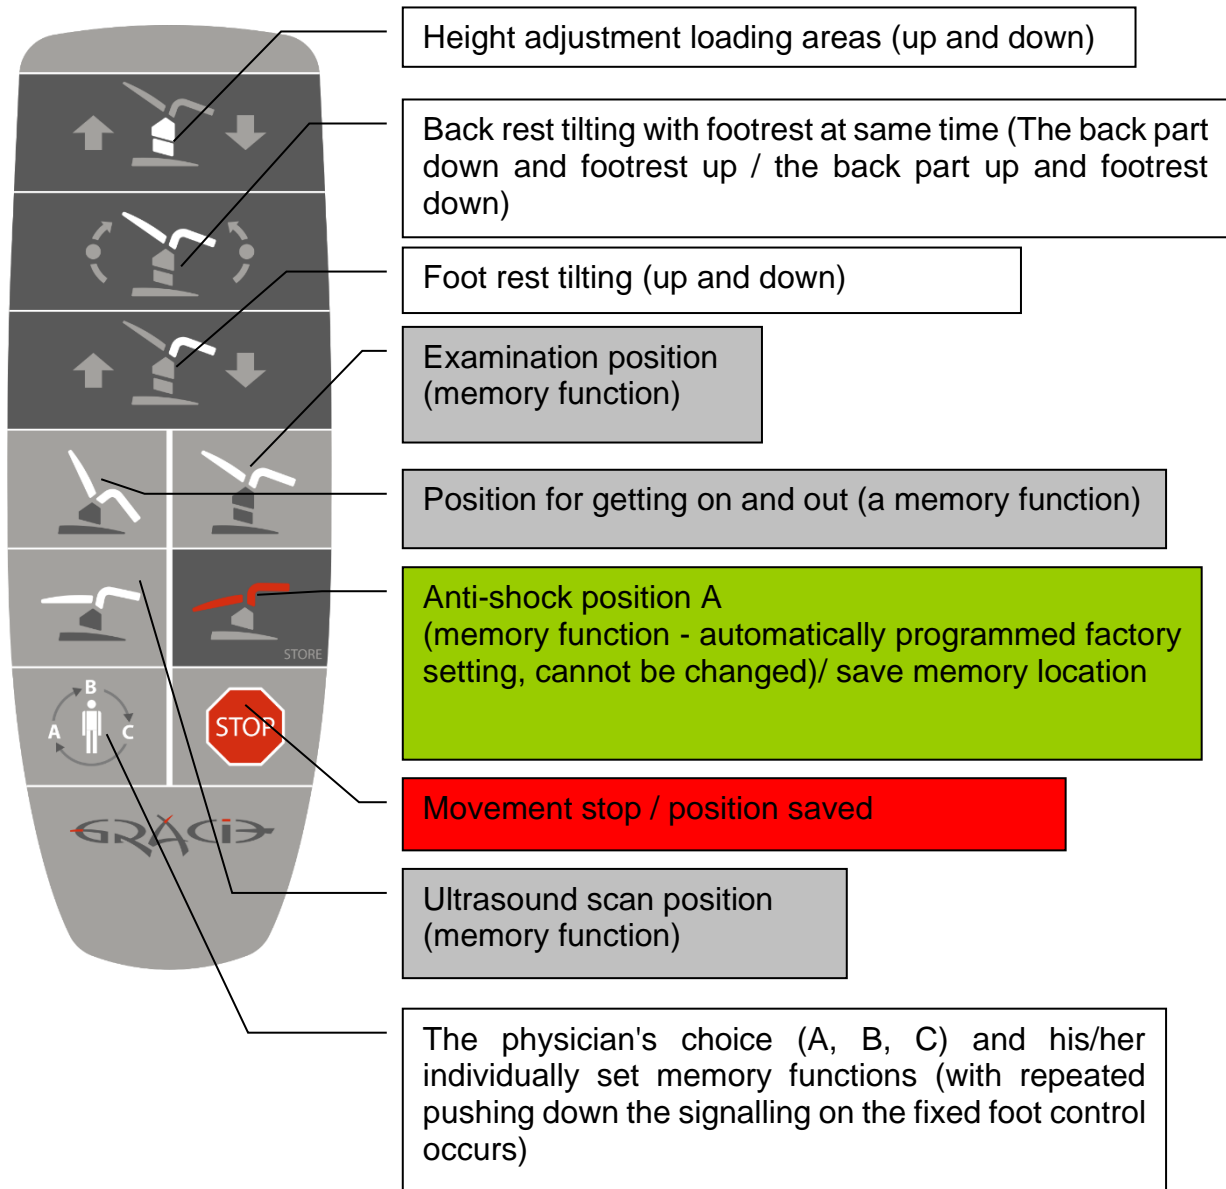 Height adjustment loading areas (up and down)
Back rest tilting with footrest at same time (The back part
down and footrest up / the back part up and footrest
down)
Foot rest tilting (up and down)
Examination position
(memory function)
Position for getting on and out (a memory function)
Anti-shock position A
(memory function - automatically programmed factory
setting, cannot be changed)/ save memory location
STORE
B
A
C
STOP
Movement stop / position saved
GRACIE
Ultrasound scan position
(memory function)
The physician's choice (A, B, C) and his/her
individually set memory functions (with repeated
pushing down the signalling on the fixed foot control
occurs)